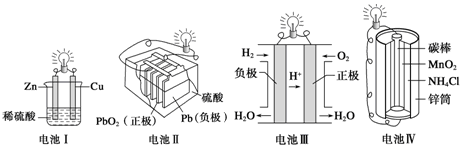 Zn
Cu
稀硫酸
电池Ⅰ
硫酸
PbO₂(正极)
Pb(负极)
电池Ⅱ
H₂
O₂
负极
H⁺
正极
H₂O
H₂O
电池Ⅲ
碳棒
MnO₂
NH₄Cl
锌筒
电池Ⅳ